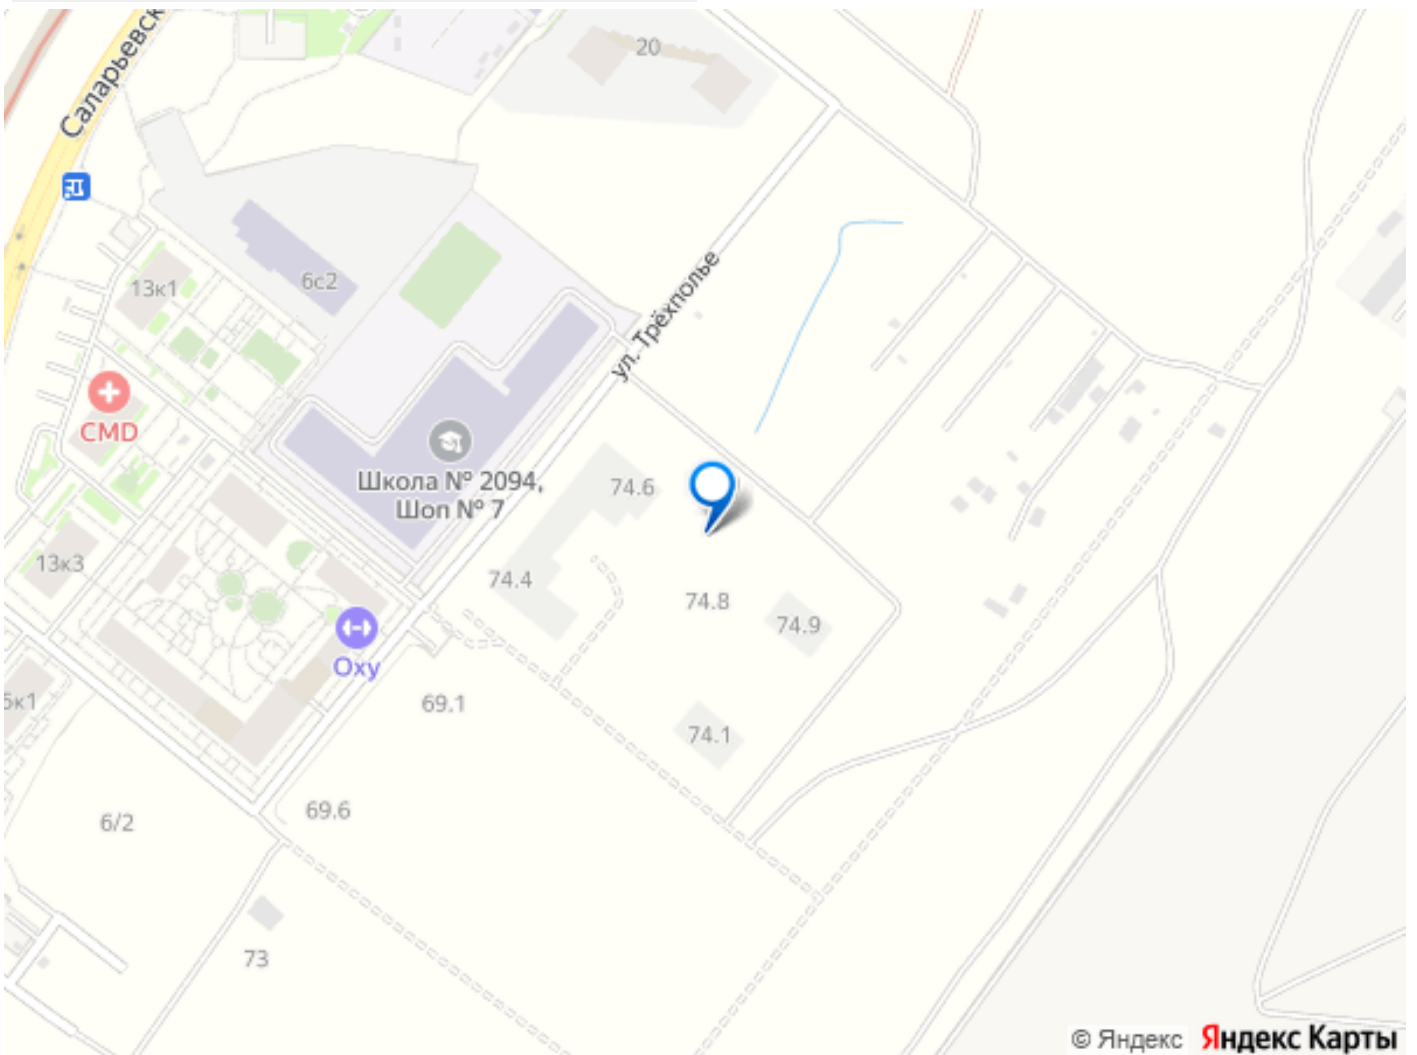 Саларьевск
20
6с2
13к1
ул. Трёхполье
CMD
Школа № 2094,
Шоп № 7
74.6
13к3
74.4
74.8
74.9
Oxy
5к1
69.1
74.1
69.6
6/2
73
© Яндекс Яндекс Карты